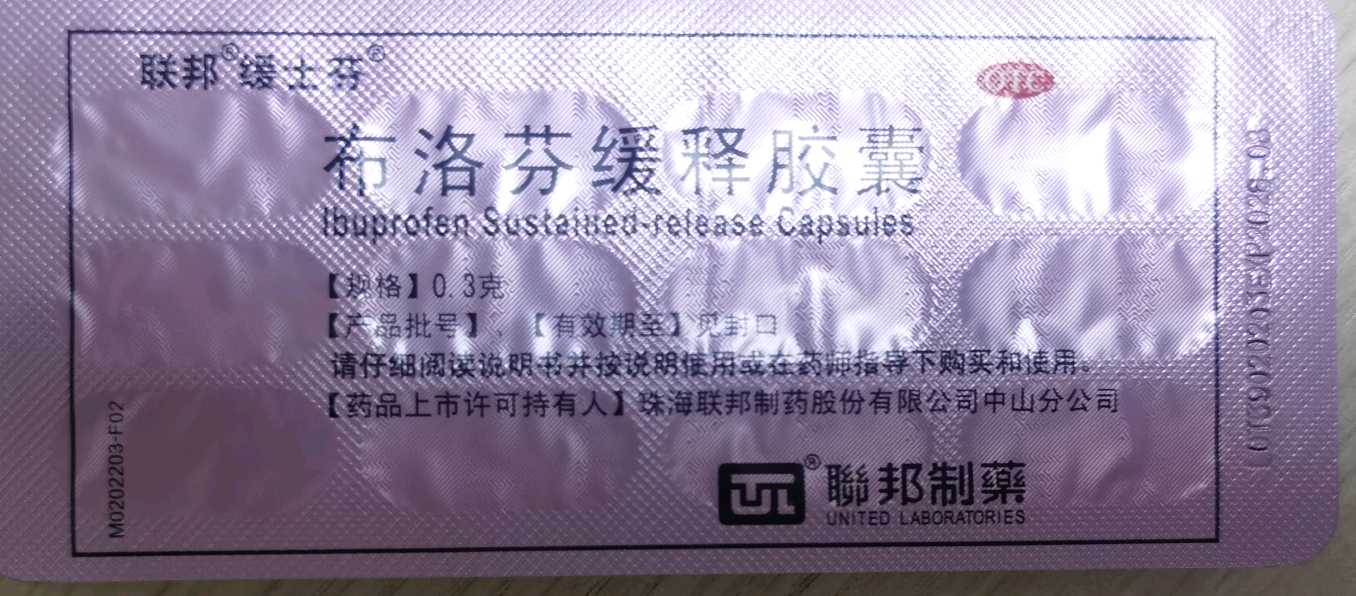 联邦®缓士芬®
OTC
布洛芬缓释胶囊
Ibuprofen Sustained-release Capsules
【规格】0.3克
【产品批号】、【有效期至】见封口
请仔细阅读说明书并按说明使用或在药师指导下购买和使用。
【药品上市许可持有人】珠海联邦制药股份有限公司中山分公司
M0202203-F02
®聯邦制藥
UNITED LABORATORIES